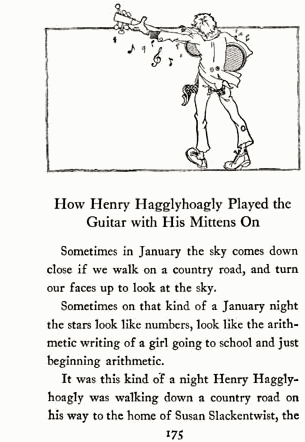 How Henry Hagglyhoagly Played the
Guitar with His Mittens On
Sometimes in January the sky comes down
close if we walk on a country road, and turn
our faces up to look at the sky.
Sometimes on that kind of a January night
the stars look like numbers, look like the arith-
metic writing of a girl going to school and just
beginning arithmetic.
It was this kind of a night Henry Haggly-
hoagly was walking down a country road on
his way to the home of Susan Slackentwist, the
175